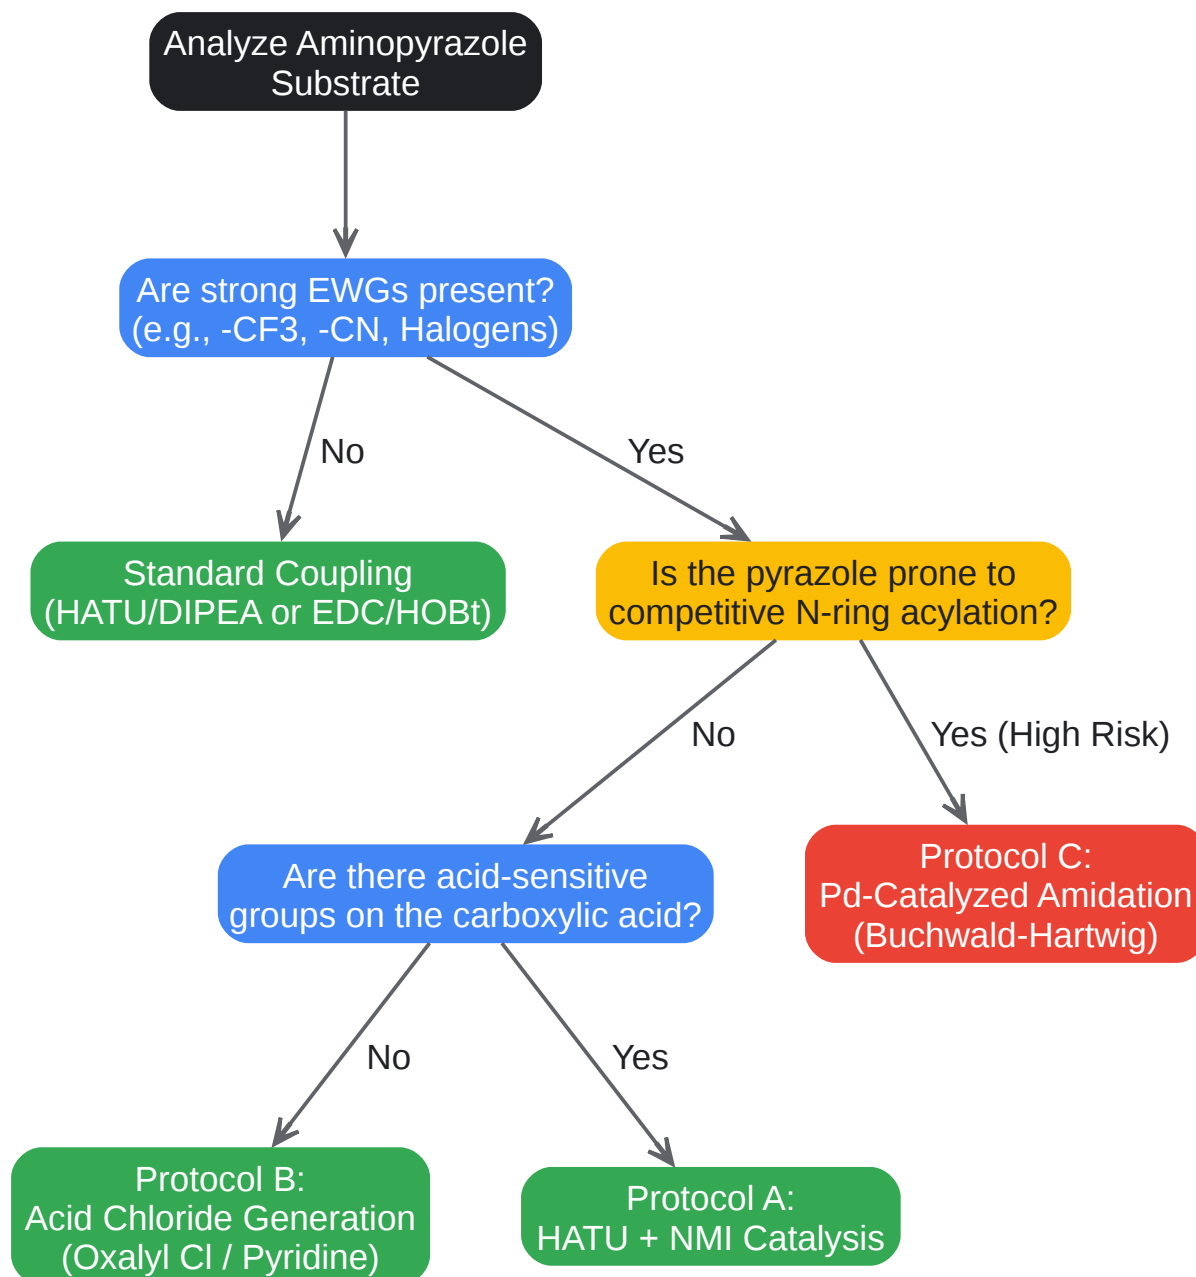 Analyze Aminopyrazole
Substrate
Are strong EWGs present?
(e.g., -CF3, -CN, Halogens)
No
Yes
Standard Coupling
(HATU/DIPEA or EDC/HOBt)
Is the pyrazole prone to
competitive N-ring acylation?
No
Yes (High Risk)
Are there acid-sensitive
groups on the carboxylic acid?
Protocol C:
Pd-Catalyzed Amidation
(Buchwald-Hartwig)
No
Yes
Protocol B:
Acid Chloride Generation
(Oxalyl Cl / Pyridine)
Protocol A:
HATU + NMI Catalysis